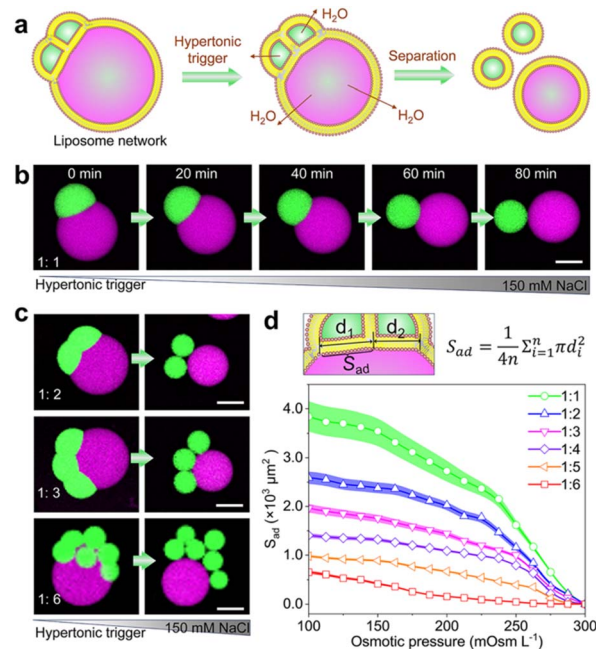 a
H₂O
Hypertonic
trigger
Separation
H₂O
H₂O
Liposome network
b
0 min
20 min
40 min
60 min
80 min
1: 1
Hypertonic trigger
150 mM NaCl
c
1: 2
1: 3
1: 6
Hypertonic trigger
150 mM NaCl
d
d₁
d₂
S_ad
S_ad = 1/4n Σⁿᵢ₌₁ πdᵢ²
1:1
1:2
1:3
1:4
1:5
1:6
4.0
3.0
2.0
1.0
0.0
S_ad (×10³ μm²)
100
150
200
250
300
Osmotic pressure (mOsm L⁻¹)